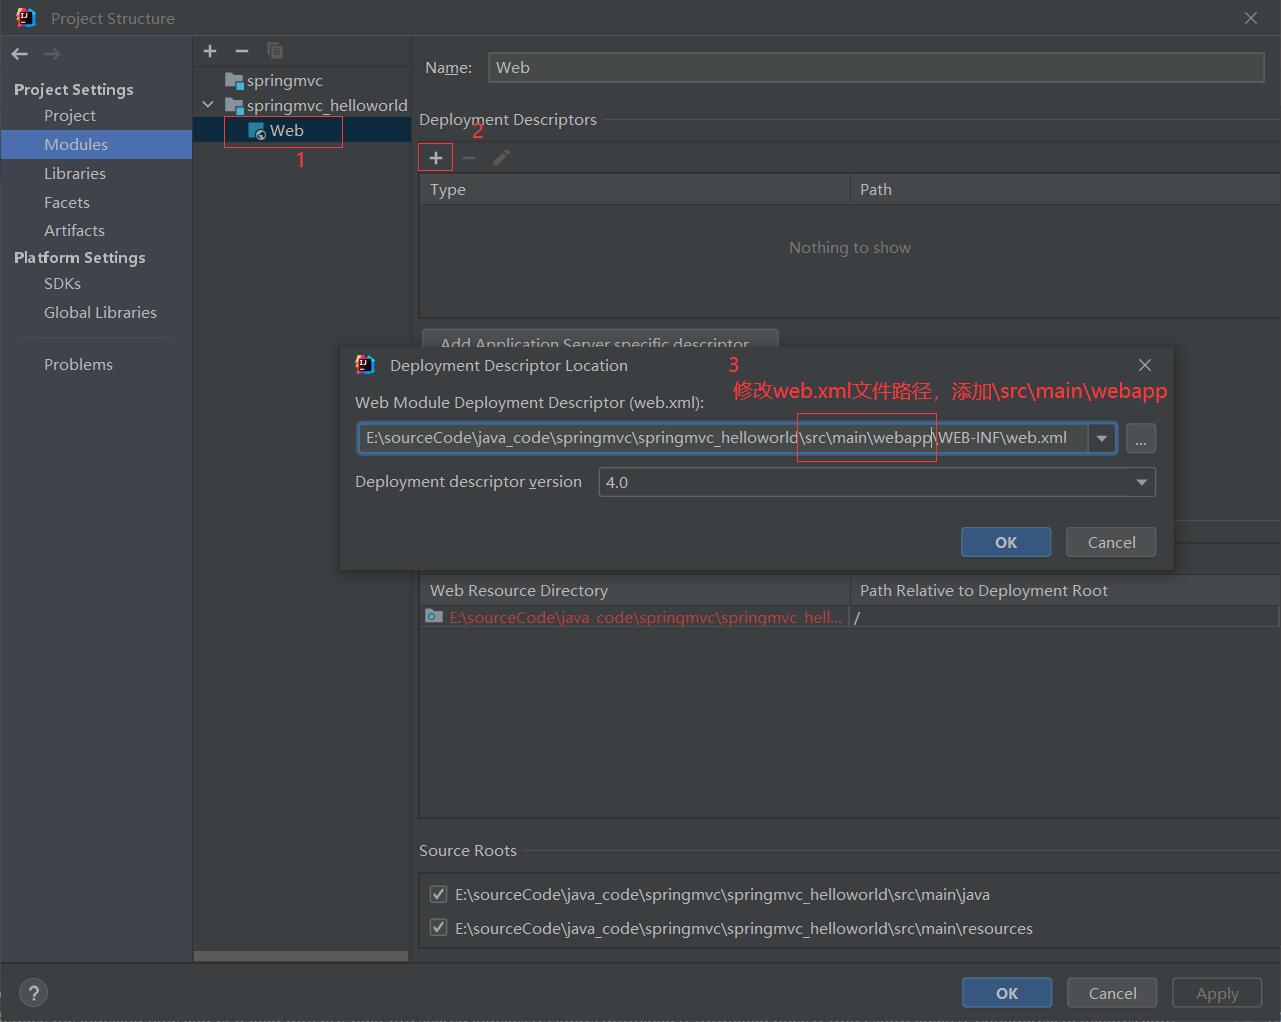 Project Structure
Project Settings
Project
Modules
Libraries
Facets
Artifacts
Platform Settings
SDKs
Global Libraries
Problems
springmvc
springmvc_helloworld
Web
1
Name: Web
Deployment Descriptors
2
Type Path
Nothing to show
Add Application Server specific descriptor...
Deployment Descriptor Location
3
修改web.xml文件路径，添加\src\main\webapp
Web Module Deployment Descriptor (web.xml):
E:\sourceCode\java_code\springmvc\springmvc_helloworld\src\main\webapp\WEB-INF\web.xml
...
Deployment descriptor version 4.0
OK Cancel
Web Resource Directory Path Relative to Deployment Root
E:\sourceCode\java_code\springmvc\springmvc_hell... /
Source Roots
E:\sourceCode\java_code\springmvc\springmvc_helloworld\src\main\java
E:\sourceCode\java_code\springmvc\springmvc_helloworld\src\main\resources
? OK Cancel Apply